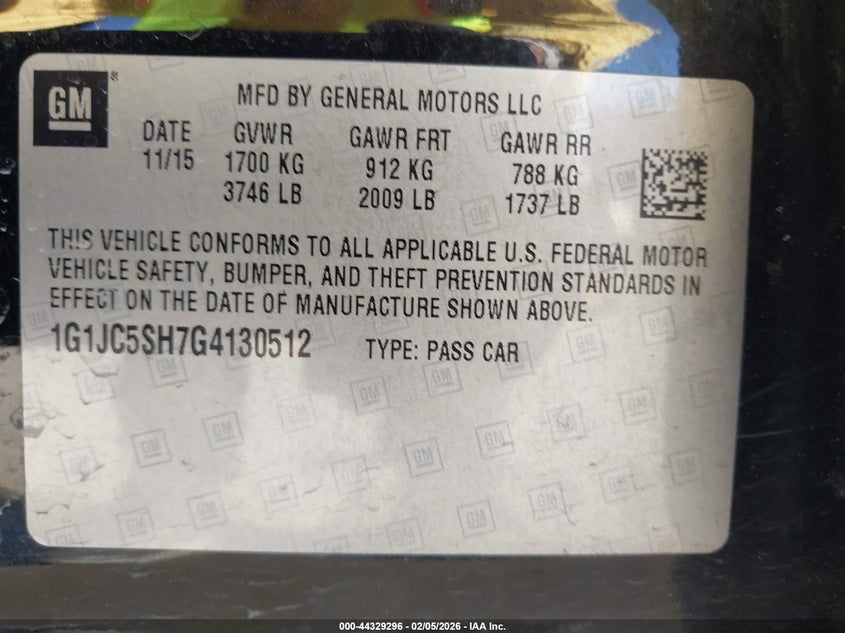 GM
MFD BY GENERAL MOTORS LLC
DATE GVWR GAWR FRT GAWR RR
11/15 1700 KG 912 KG 788 KG
3746 LB 2009 LB 1737 LB
THIS VEHICLE CONFORMS TO ALL APPLICABLE U.S. FEDERAL MOTOR
VEHICLE SAFETY, BUMPER, AND THEFT PREVENTION STANDARDS IN
EFFECT ON THE DATE OF MANUFACTURE SHOWN ABOVE.
1G1JC5SH7G4130512 TYPE: PASS CAR
000-44329296 - 02/05/2026 - IAA Inc.